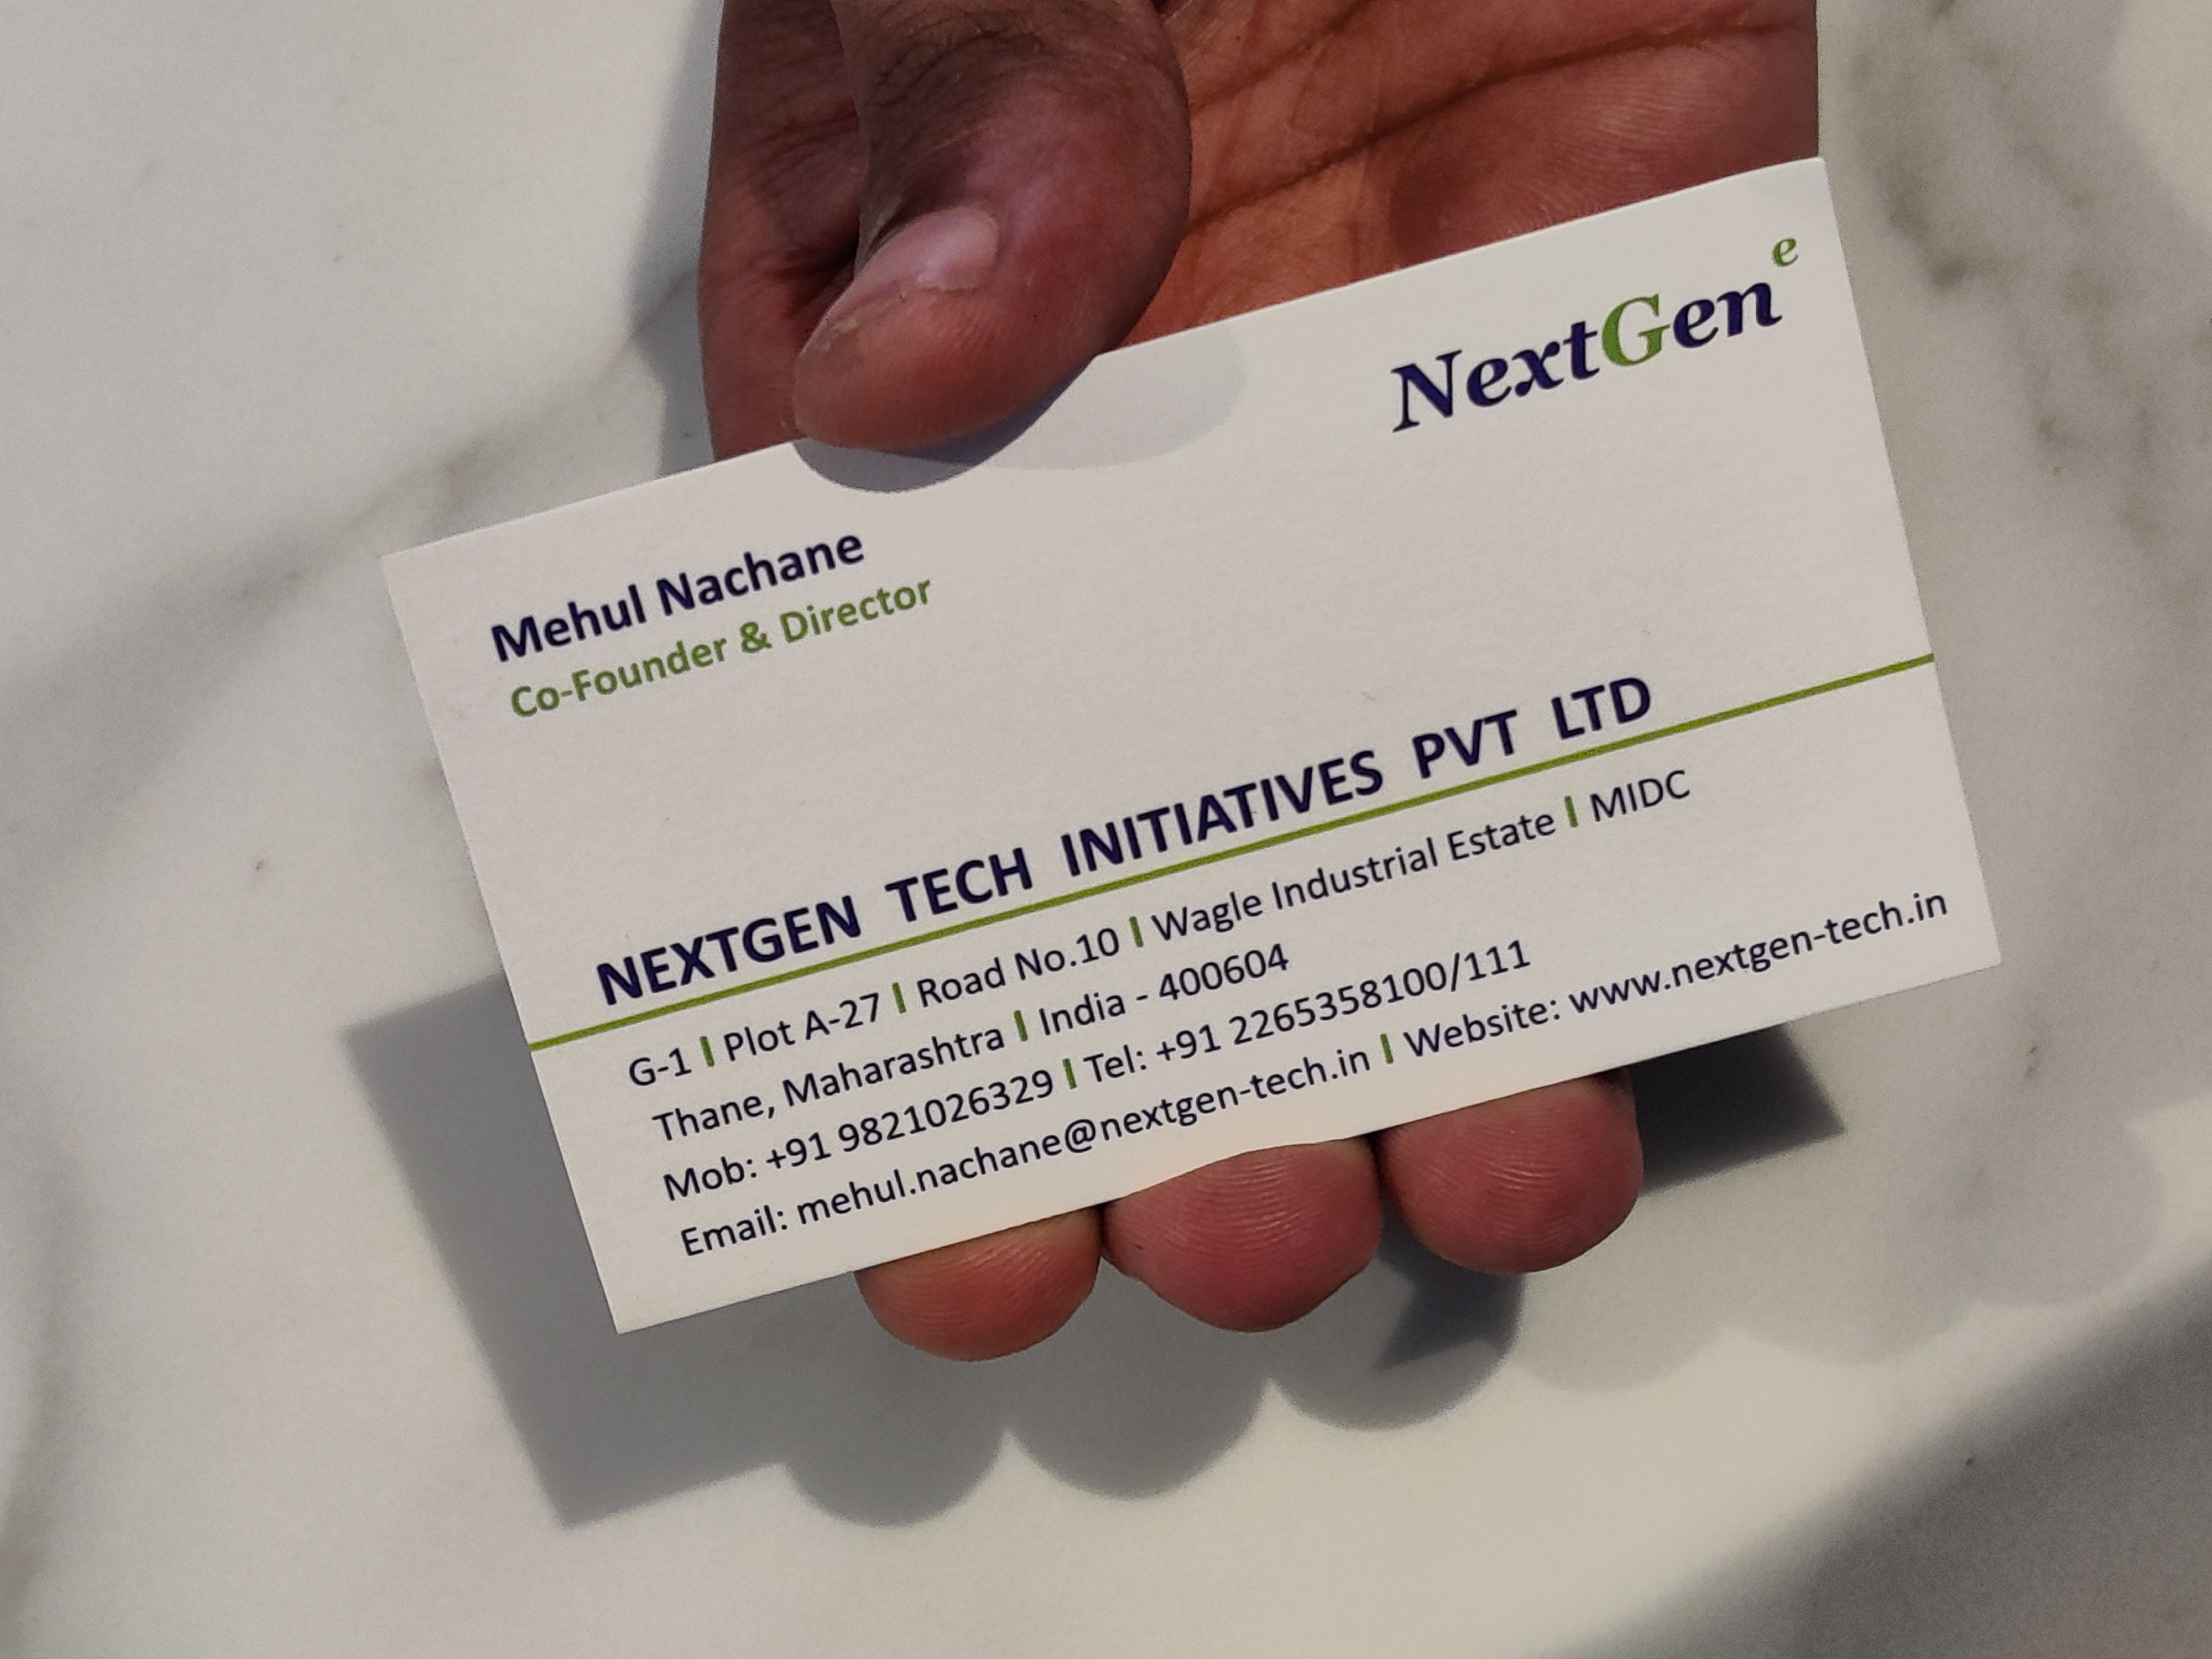 NextGen e
Mehul Nachane
Co-Founder & Director
NEXTGEN TECH INITIATIVES PVT LTD
G-1 I Plot A-27 I Road No.10 I Wagle Industrial Estate I MIDC
Thane, Maharashtra I India - 400604
Mob: +91 9821026329 I Tel: +91 2265358100/111
Email: mehul.nachane@nextgen-tech.in I Website: www.nextgen-tech.in